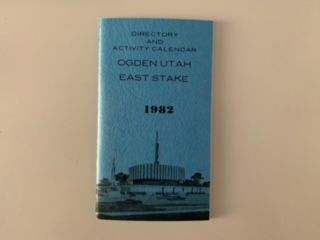 DIRECTORY
AND
ACTIVITY CALENDAR
OGDEN UTAH
EAST STAKE
1982